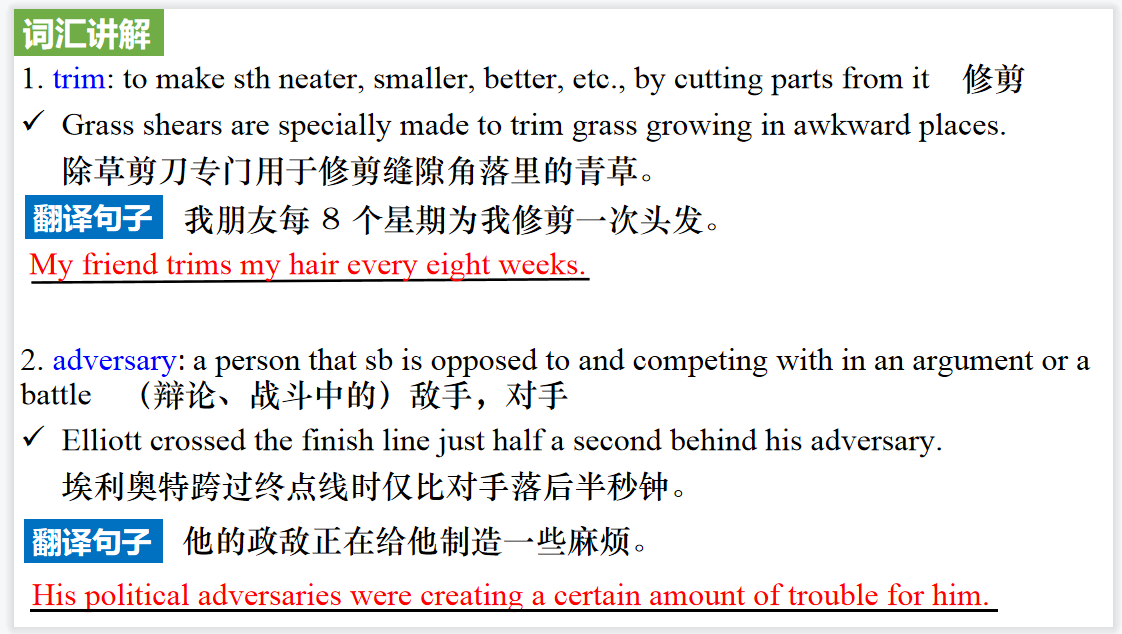 词汇讲解
1. trim: to make sth neater, smaller, better, etc., by cutting parts from it 修剪
✓ Grass shears are specially made to trim grass growing in awkward places.
除草剪刀专门用于修剪缝隙角落里的青草。
翻译句子 我朋友每 8 个星期为我修剪一次头发。
My friend trims my hair every eight weeks.
2. adversary: a person that sb is opposed to and competing with in an argument or a
battle （辩论、战斗中的）敌手，对手
✓ Elliott crossed the finish line just half a second behind his adversary.
埃利奥特跨过终点线时仅比对手落后半秒钟。
翻译句子 他的政敌正在给他制造一些麻烦。
His political adversaries were creating a certain amount of trouble for him.